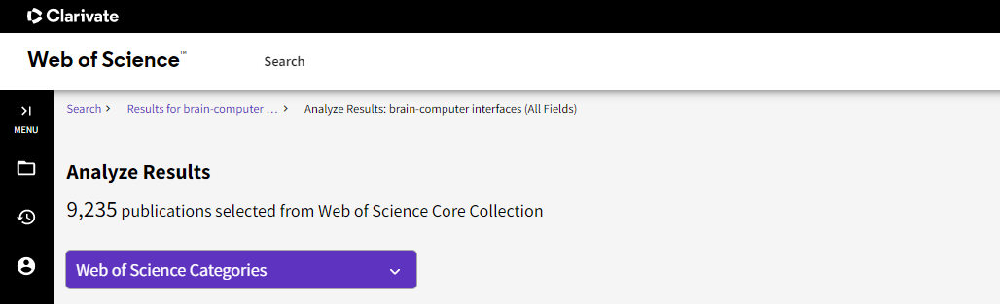 Clarivate
Web of Science™ Search
MENU
Search > Results for brain-computer ... > Analyze Results: brain-computer interfaces (All Fields)
Analyze Results
9,235 publications selected from Web of Science Core Collection
Web of Science Categories